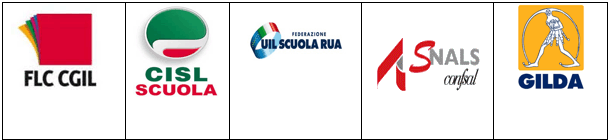 FLC CGIL
CISL
SCUOLA
FEDERAZIONE
UIL SCUOLA RUA
SNALS
confsal
GILDA